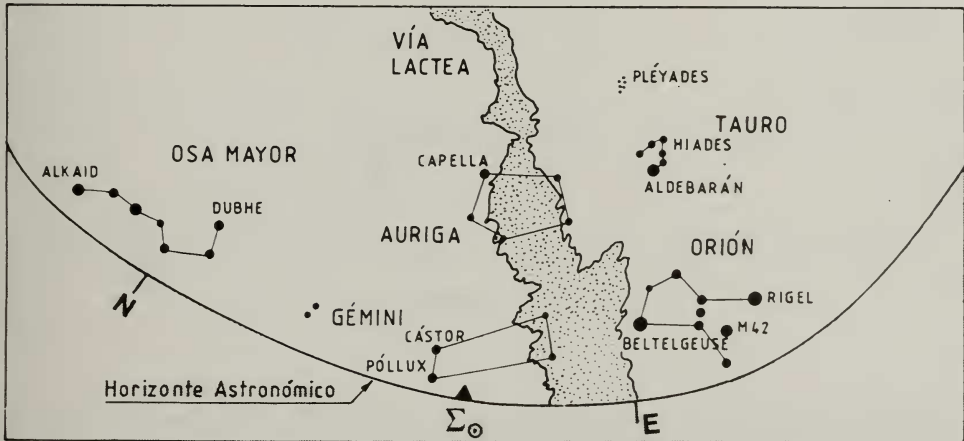 VÍA
LACTEA
PLÉYADES
TAURO
HIADES
ALDEBARÁN
OSA MAYOR
ALKAID
DUBHE
CAPELLA
AURIGA
ORIÓN
RIGEL
M42
BELTELGEUSE
N
GÉMINI
CÁSTOR
PÓLLUX
Horizonte Astronómico
Σ☉
E